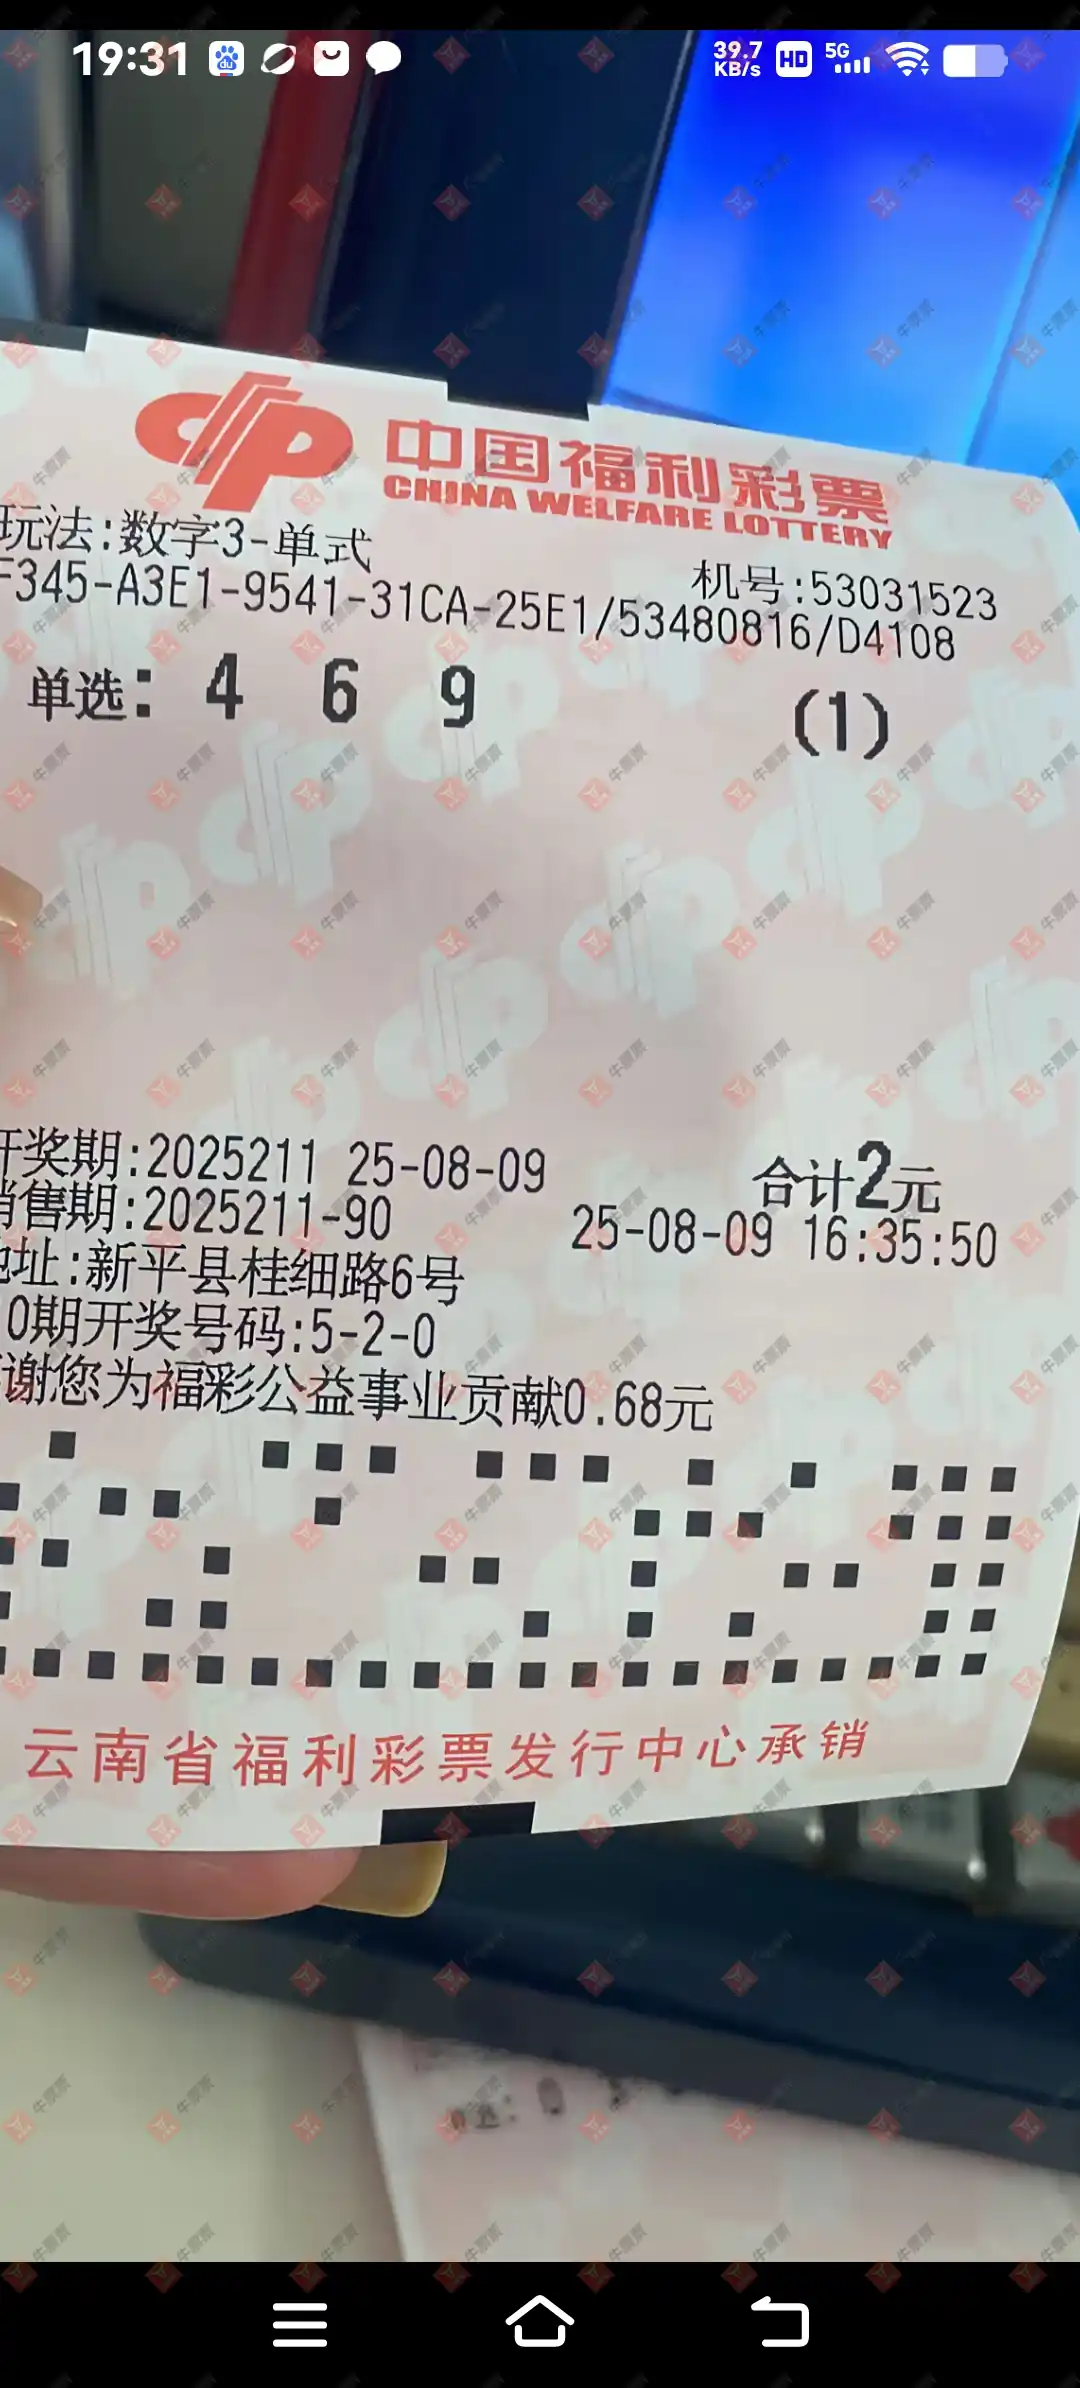 19:31
39.7 KB/s HD 5G
中国福利彩票
CHINA WELFARE LOTTERY
玩法:数字3-单式
机号:53031523
F345-A3E1-9541-31CA-25E1/53480816/D4108
单选: 4 6 9 (1)
开奖期:2025211 25-08-09 合计2元
销售期:2025211-90 25-08-09 16:35:50
地址:新平县桂细路6号
0期开奖号码:5-2-0
谢您为福彩公益事业贡献0.68元
云南省福利彩票发行中心承销
牛票票